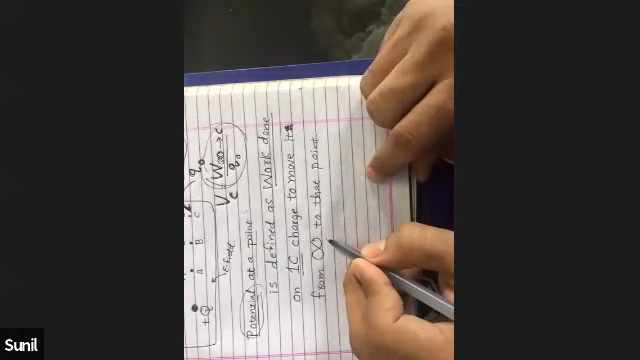 +Q A B C
E-field.
V_C = W∞→C / q₀
q₀
Potential at a point :
is defined as Work done
on 1C charge to move it
from ∞ to that point
Sunil